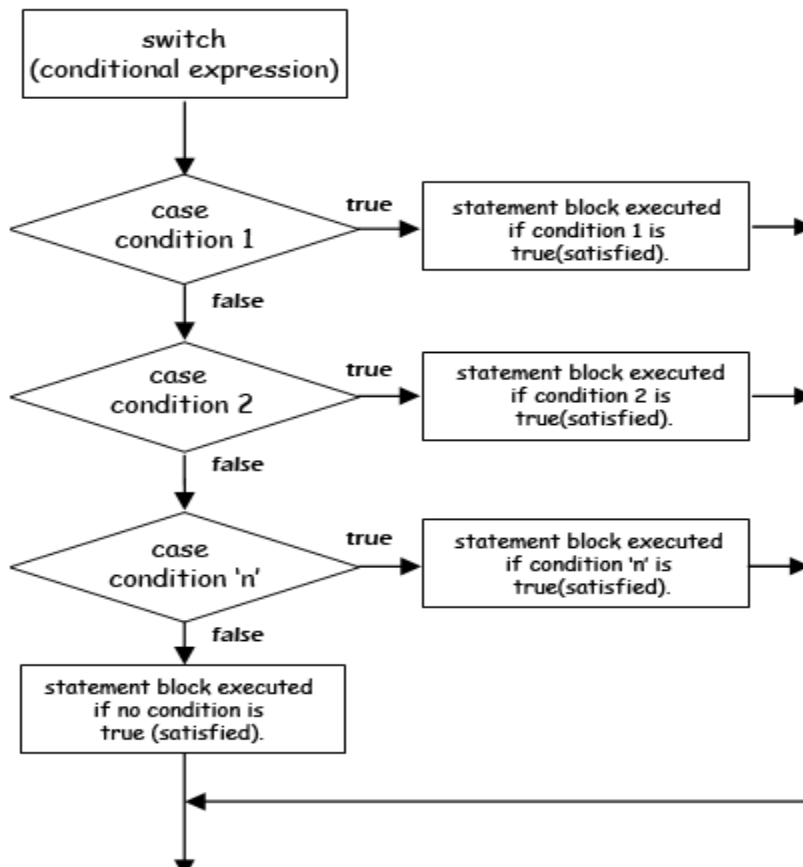 switch
(conditional expression)
case
condition 1
true
statement block executed
if condition 1 is
true(satisfied).
false
case
condition 2
true
statement block executed
if condition 2 is
true(satisfied).
false
case
condition 'n'
true
statement block executed
if condition 'n' is
true(satisfied).
false
statement block executed
if no condition is
true (satisfied).